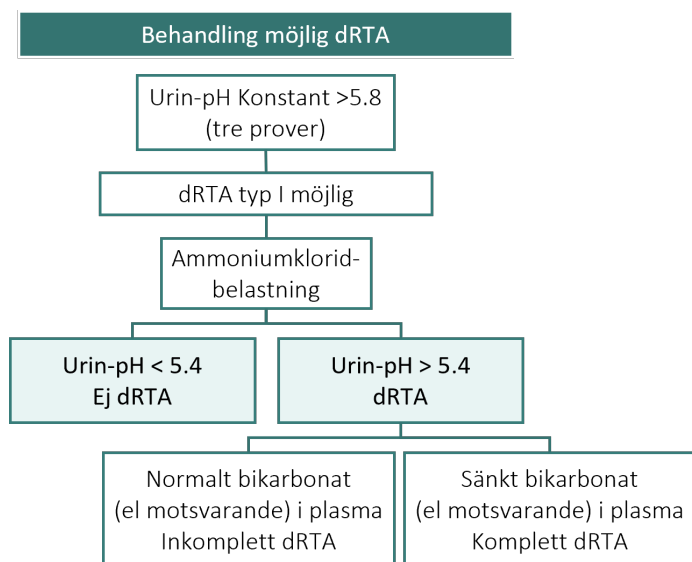 Behandling möjlig dRTA
Urin-pH Konstant >5.8
(tre prover)
dRTA typ I möjlig
Ammoniumklorid-
belastning
Urin-pH < 5.4
Ej dRTA
Urin-pH > 5.4
dRTA
Normalt bikarbonat
(el motsvarande) i plasma
Inkomplett dRTA
Sänkt bikarbonat
(el motsvarande) i plasma
Komplett dRTA